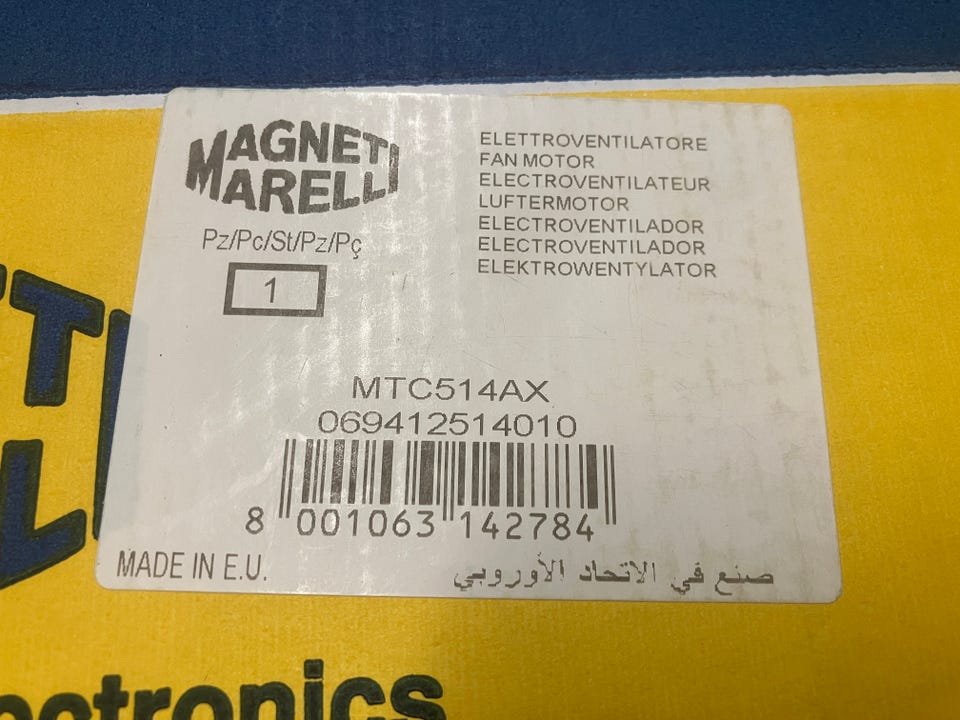 MAGNETI
MARELLI
Pz/Pc/St/Pz/Pç
1
ELETTROVENTILATORE
FAN MOTOR
ELECTROVENTILATEUR
LUFTERMOTOR
ELECTROVENTILADOR
ELECTROVENTILADOR
ELEKTROWENTYLATOR
MTC514AX
069412514010
8 001063 142784
MADE IN E.U.
صنع في الاتحاد الأوروبي
ectronics